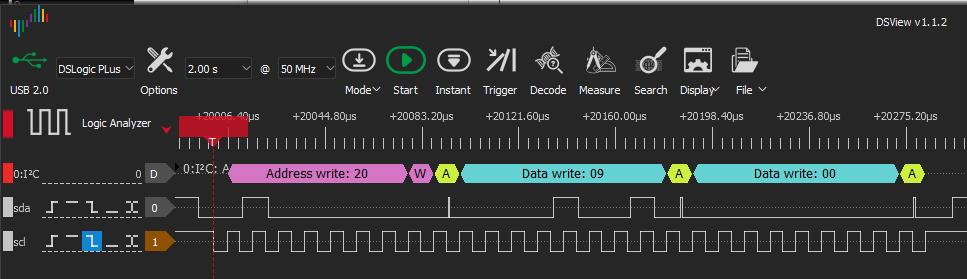 DSView v1.1.2
DSLogic PLus 2.00 s @ 50 MHz
USB 2.0 Options Mode Start Instant Trigger Decode Measure Search Display File
Logic Analyzer
+20006.40µs +20044.80µs +20083.20µs +20121.60µs +20160.00µs +20198.40µs +20236.80µs +20275.20µs
T
0:I²C 0 D 0:I²C: A Address write: 20 W A Data write: 09 A Data write: 00 A
sda 0
scl 1